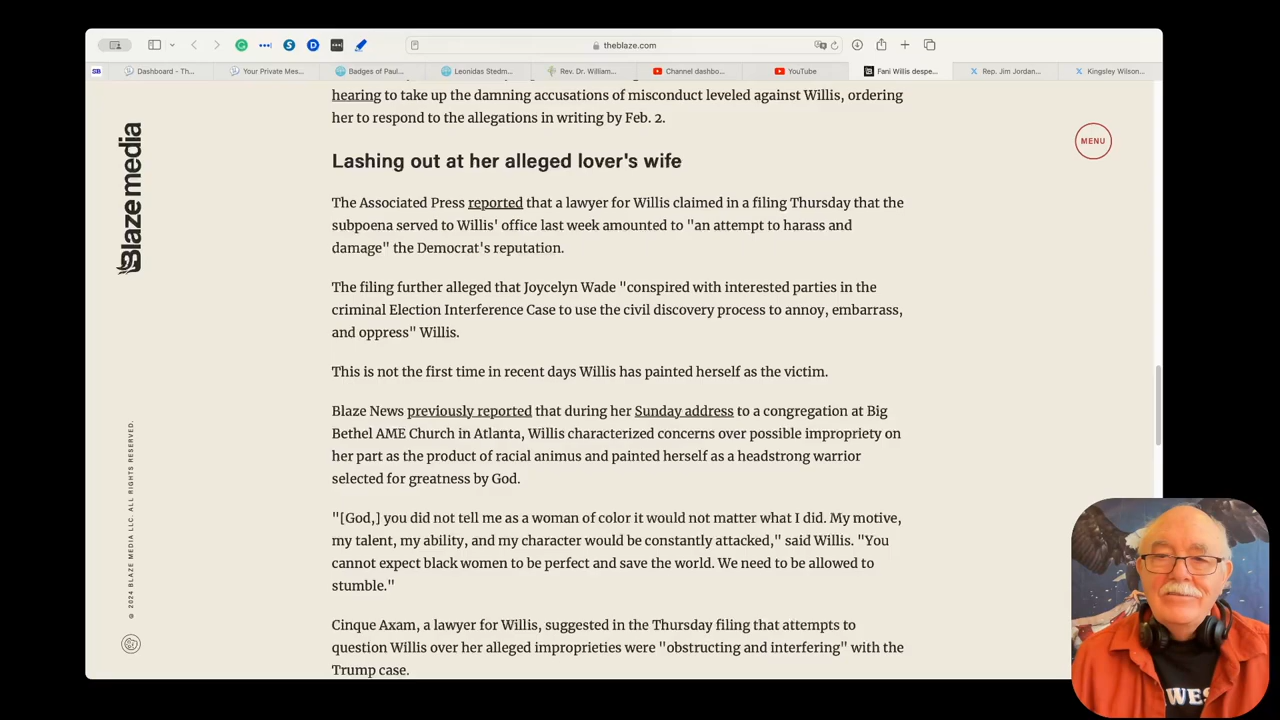 theblaze.com
SB
Dashboard - Th...
Your Private Mes...
Badges of Paul...
Leonidas Stedm...
Rev. Dr. William...
Channel dashbo...
YouTube
Fani Willis despe...
Rep. Jim Jordan...
Kingsley Wilson...
hearing to take up the damning accusations of misconduct leveled against Willis, ordering
her to respond to the allegations in writing by Feb. 2.
MENU
Blaze media
Lashing out at her alleged lover's wife
The Associated Press reported that a lawyer for Willis claimed in a filing Thursday that the
subpoena served to Willis' office last week amounted to "an attempt to harass and
damage" the Democrat's reputation.
The filing further alleged that Joycelyn Wade "conspired with interested parties in the
criminal Election Interference Case to use the civil discovery process to annoy, embarrass,
and oppress" Willis.
This is not the first time in recent days Willis has painted herself as the victim.
Blaze News previously reported that during her Sunday address to a congregation at Big
Bethel AME Church in Atlanta, Willis characterized concerns over possible impropriety on
her part as the product of racial animus and painted herself as a headstrong warrior
selected for greatness by God.
"[God,] you did not tell me as a woman of color it would not matter what I did. My motive,
my talent, my ability, and my character would be constantly attacked," said Willis. "You
cannot expect black women to be perfect and save the world. We need to be allowed to
stumble."
Cinque Axam, a lawyer for Willis, suggested in the Thursday filing that attempts to
question Willis over her alleged improprieties were "obstructing and interfering" with the
Trump case.
© 2024 BLAZE MEDIA LLC. ALL RIGHTS RESERVED.